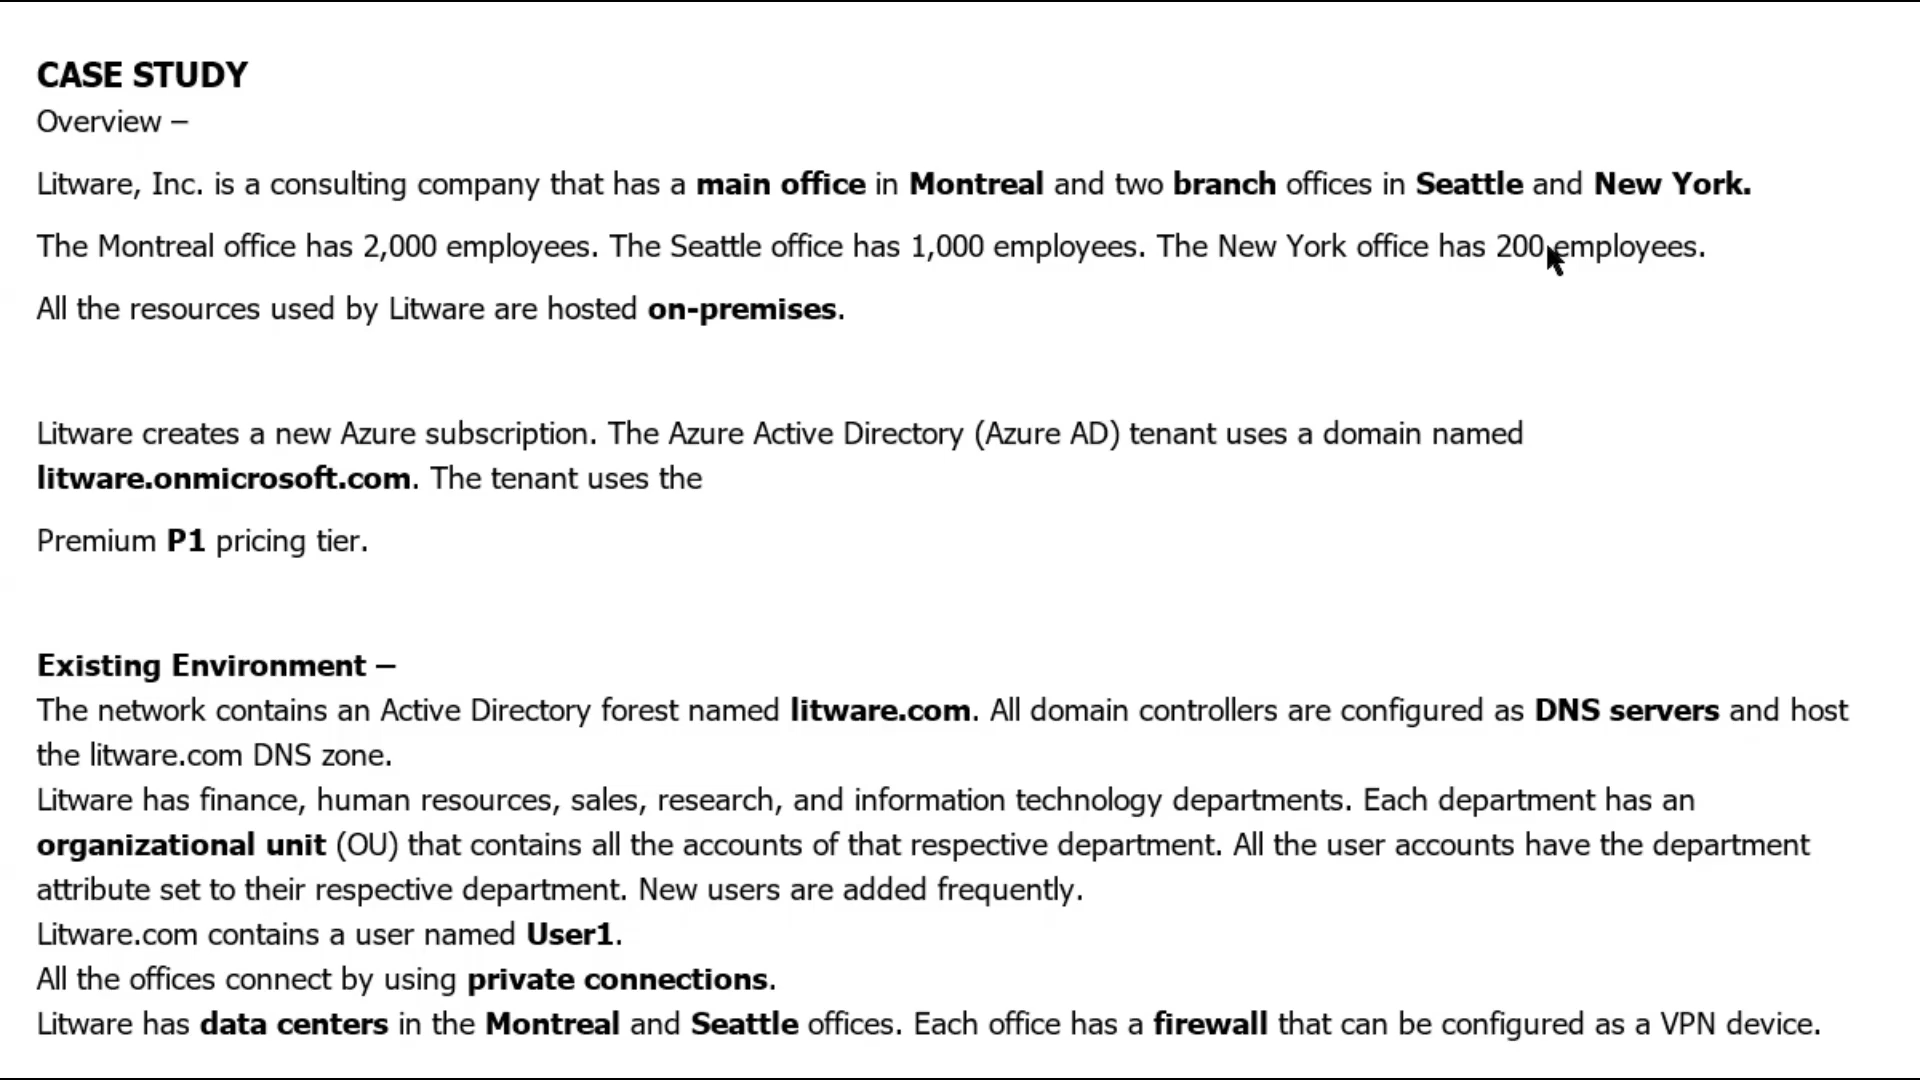 CASE STUDY
Overview –
Litware, Inc. is a consulting company that has a main office in Montreal and two branch offices in Seattle and New York.
The Montreal office has 2,000 employees. The Seattle office has 1,000 employees. The New York office has 200 employees.
All the resources used by Litware are hosted on-premises.
Litware creates a new Azure subscription. The Azure Active Directory (Azure AD) tenant uses a domain named
litware.onmicrosoft.com. The tenant uses the
Premium P1 pricing tier.
Existing Environment –
The network contains an Active Directory forest named litware.com. All domain controllers are configured as DNS servers and host
the litware.com DNS zone.
Litware has finance, human resources, sales, research, and information technology departments. Each department has an
organizational unit (OU) that contains all the accounts of that respective department. All the user accounts have the department
attribute set to their respective department. New users are added frequently.
Litware.com contains a user named User1.
All the offices connect by using private connections.
Litware has data centers in the Montreal and Seattle offices. Each office has a firewall that can be configured as a VPN device.